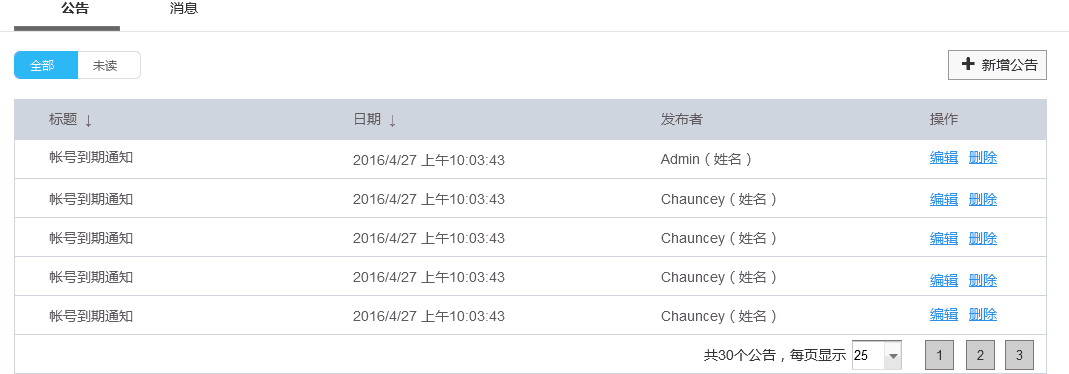 公告 消息
全部 未读 ✚ 新增公告
标题 ↓ 日期 ↓ 发布者 操作
帐号到期通知 2016/4/27 上午10:03:43 Admin（姓名） 编辑 删除
帐号到期通知 2016/4/27 上午10:03:43 Chauncey（姓名） 编辑 删除
帐号到期通知 2016/4/27 上午10:03:43 Chauncey（姓名） 编辑 删除
帐号到期通知 2016/4/27 上午10:03:43 Chauncey（姓名） 编辑 删除
帐号到期通知 2016/4/27 上午10:03:43 Chauncey（姓名） 编辑 删除
共30个公告，每页显示 25 1 2 3